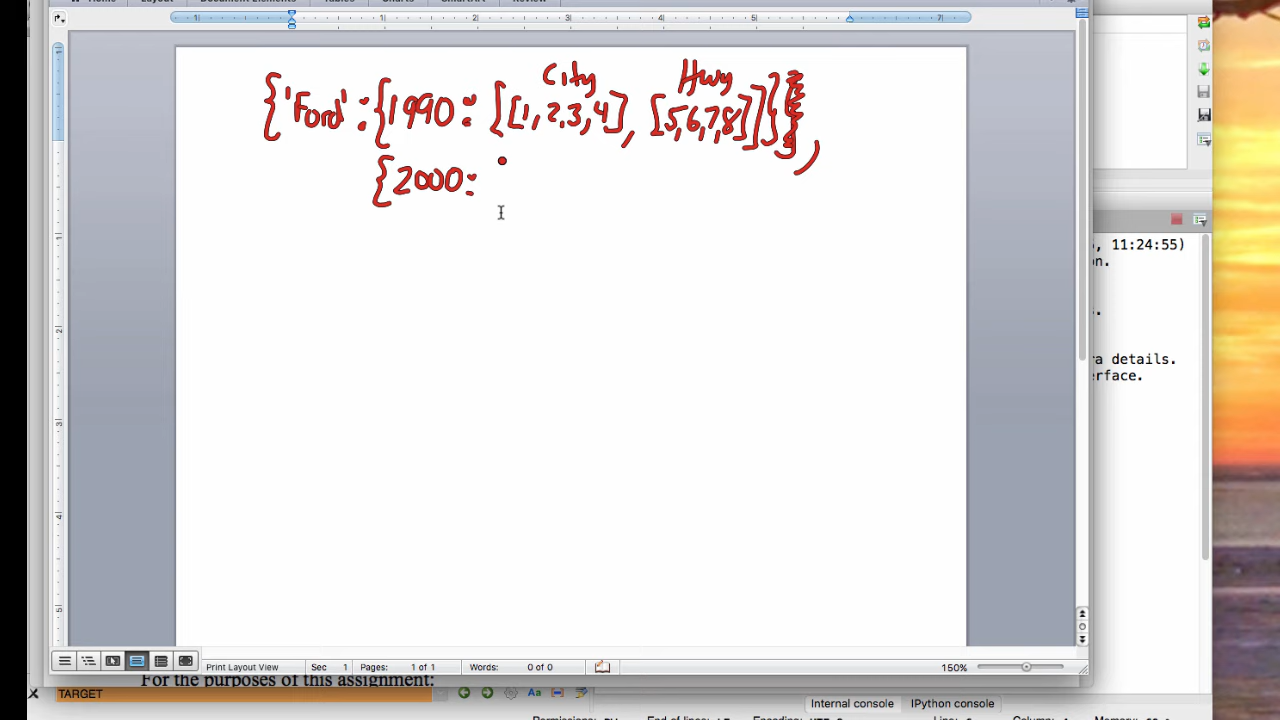 City Hwy
{'Ford' : {1990 : [[1,2,3,4], [5,6,7,8]]}},
{2000 :
, 11:24:55)
on.
s.
ra details.
erface.
Print Layout View Sec 1 Pages: 1 of 1 Words: 0 of 0 150%
For the purposes of this assignment:
TARGET Aa
Internal console IPython console